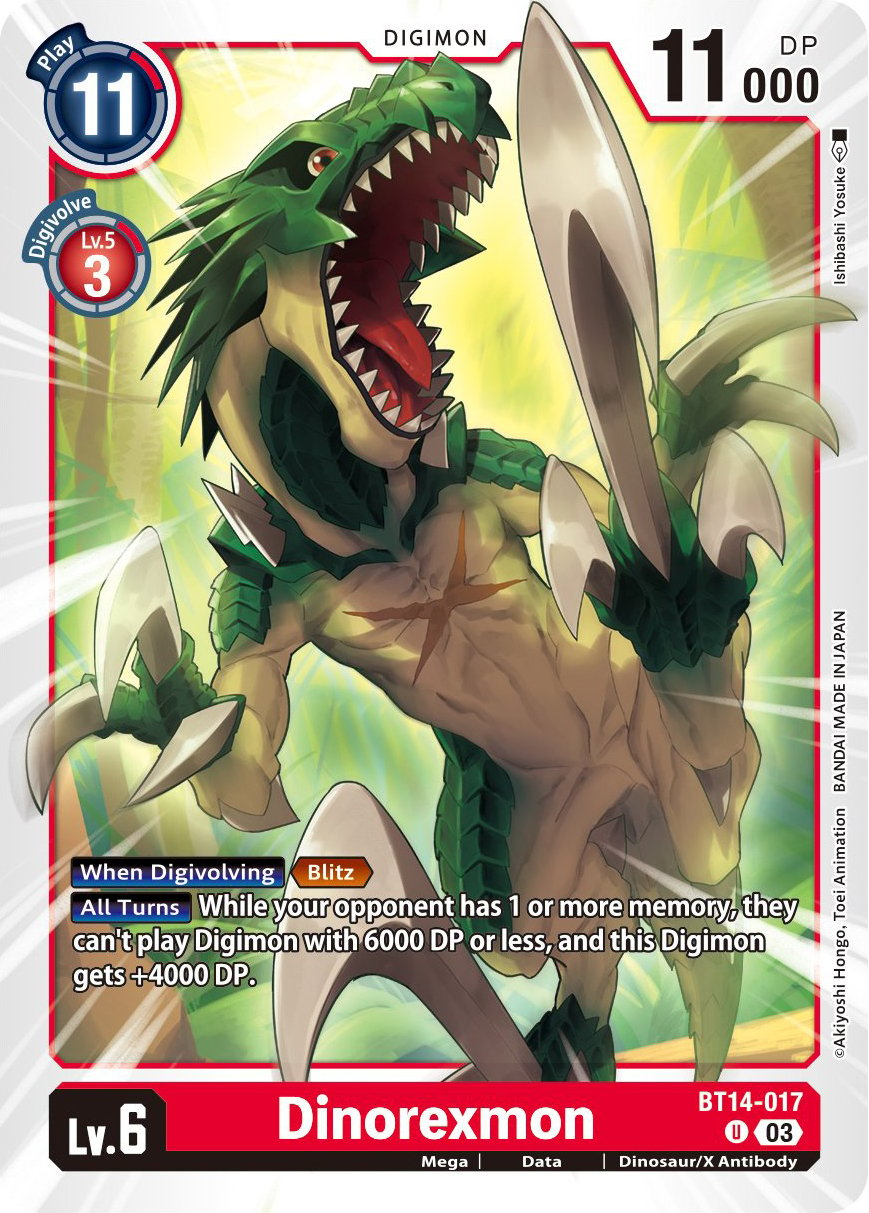 DIGIMON
Play
11
11000
DP
Digivolve
Lv.5
3
Ishibashi Yosuke
When Digivolving Blitz
All Turns While your opponent has 1 or more memory, they
can't play Digimon with 6000 DP or less, and this Digimon
gets +4000 DP.
©Akiyoshi Hongo, Toei Animation BANDAI MADE IN JAPAN
Lv.6
Dinorexmon
BT14-017
U 03
Mega | Data | Dinosaur/X Antibody